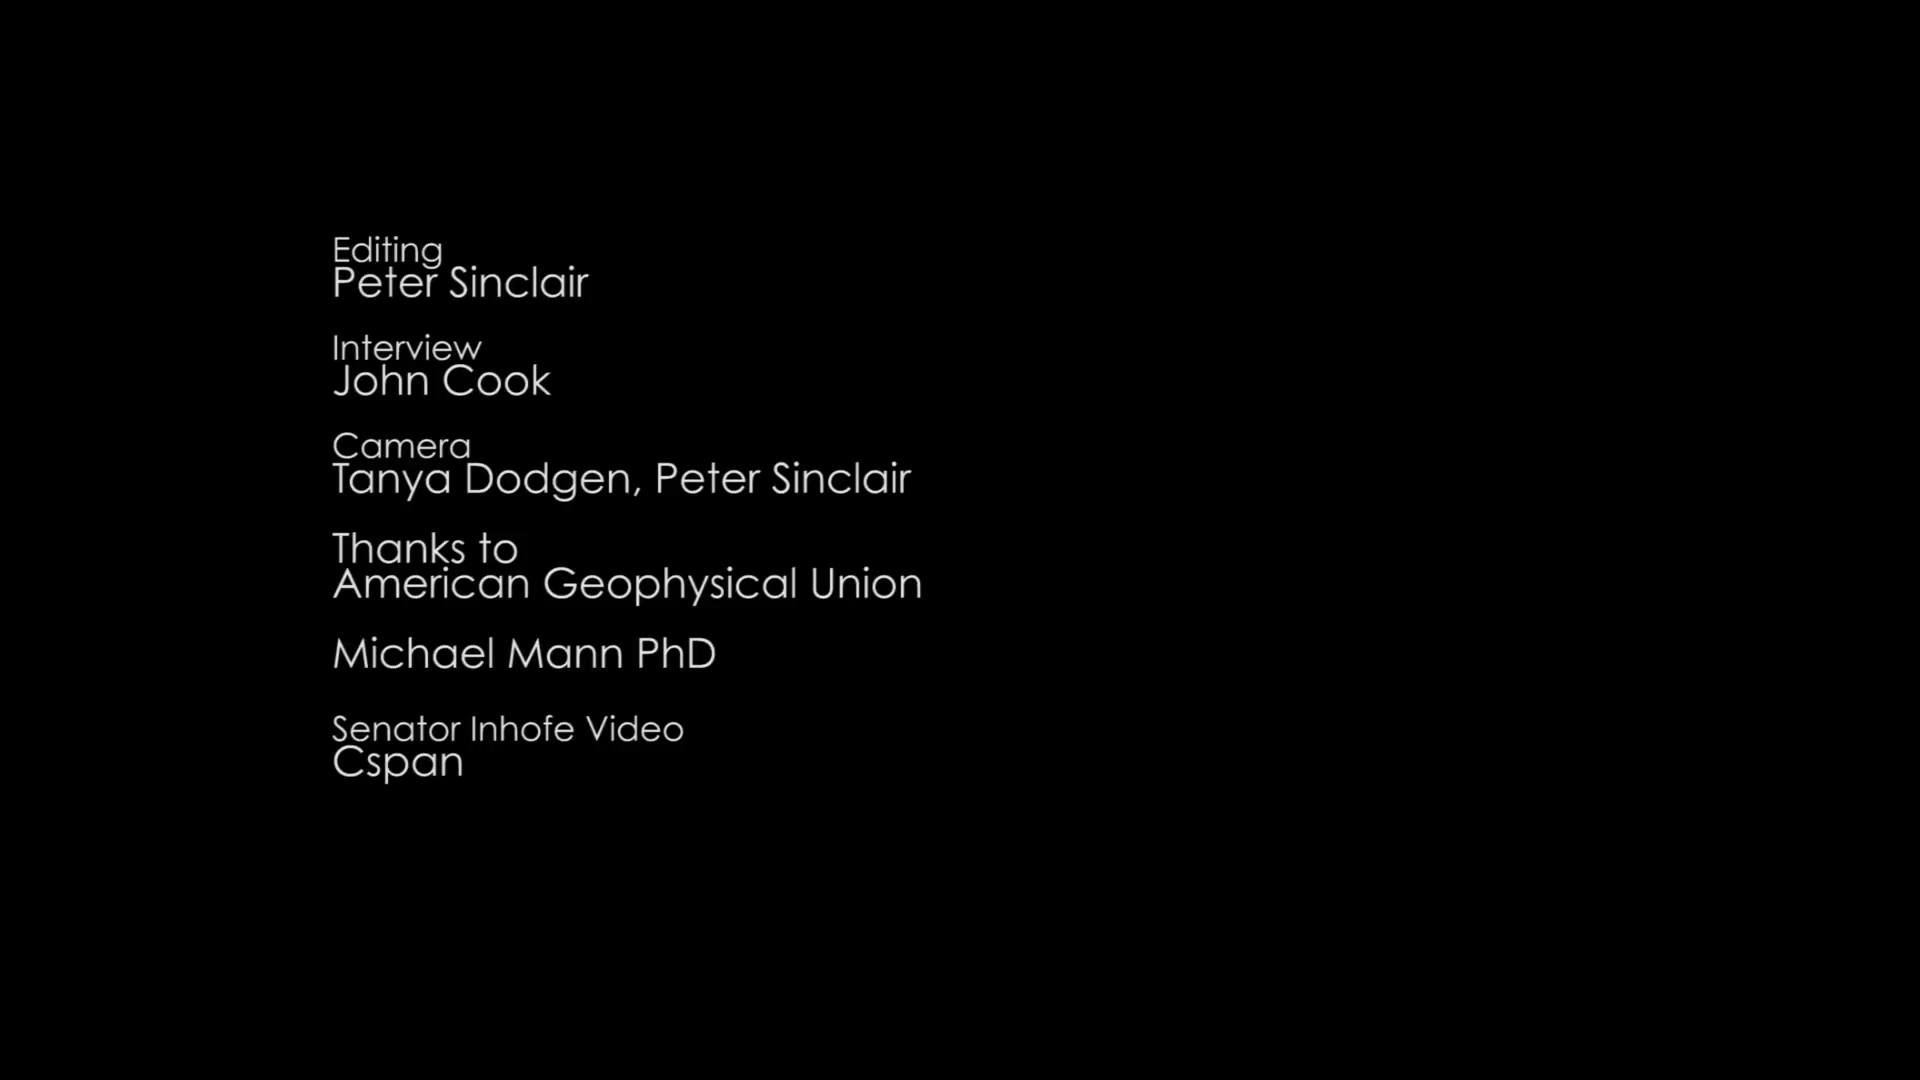 Editing
Peter Sinclair
Interview
John Cook
Camera
Tanya Dodgen, Peter Sinclair
Thanks to
American Geophysical Union
Michael Mann PhD
Senator Inhofe Video
Cspan